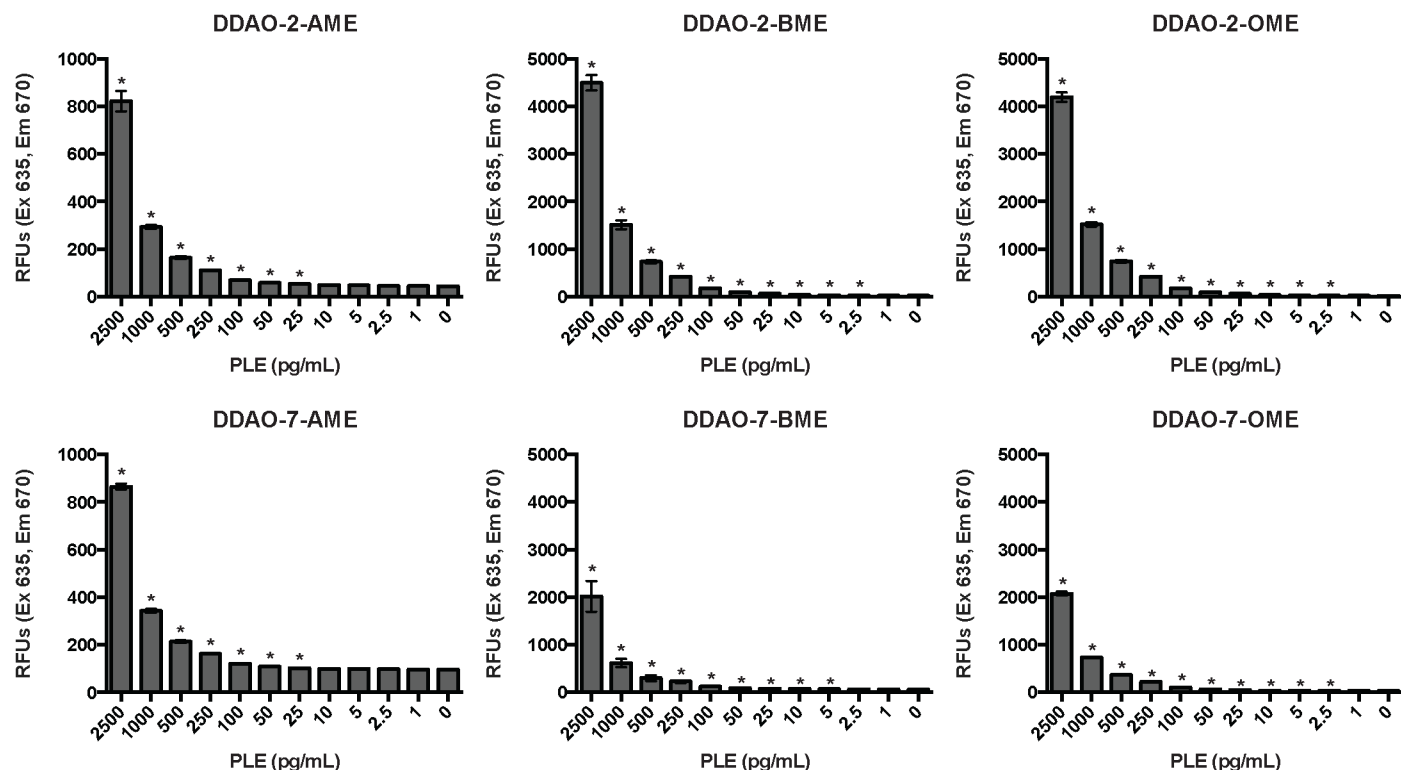 DDAO-2-AME
RFUs (Ex 635, Em 670)
1000
800
600
400
200
0
* * * * * * *
2500 1000 500 250 100 50 25 10 5 2.5 1 0
PLE (pg/mL)
DDAO-2-BME
RFUs (Ex 635, Em 670)
5000
4000
3000
2000
1000
0
* * * * * * * * * *
2500 1000 500 250 100 50 25 10 5 2.5 1 0
PLE (pg/mL)
DDAO-2-OME
RFUs (Ex 635, Em 670)
5000
4000
3000
2000
1000
0
* * * * * * * * * *
2500 1000 500 250 100 50 25 10 5 2.5 1 0
PLE (pg/mL)
DDAO-7-AME
RFUs (Ex 635, Em 670)
1000
800
600
400
200
0
* * * * * * *
2500 1000 500 250 100 50 25 10 5 2.5 1 0
PLE (pg/mL)
DDAO-7-BME
RFUs (Ex 635, Em 670)
5000
4000
3000
2000
1000
0
* * * * * * * * *
2500 1000 500 250 100 50 25 10 5 2.5 1 0
PLE (pg/mL)
DDAO-7-OME
RFUs (Ex 635, Em 670)
5000
4000
3000
2000
1000
0
* * * * * * * * * *
2500 1000 500 250 100 50 25 10 5 2.5 1 0
PLE (pg/mL)